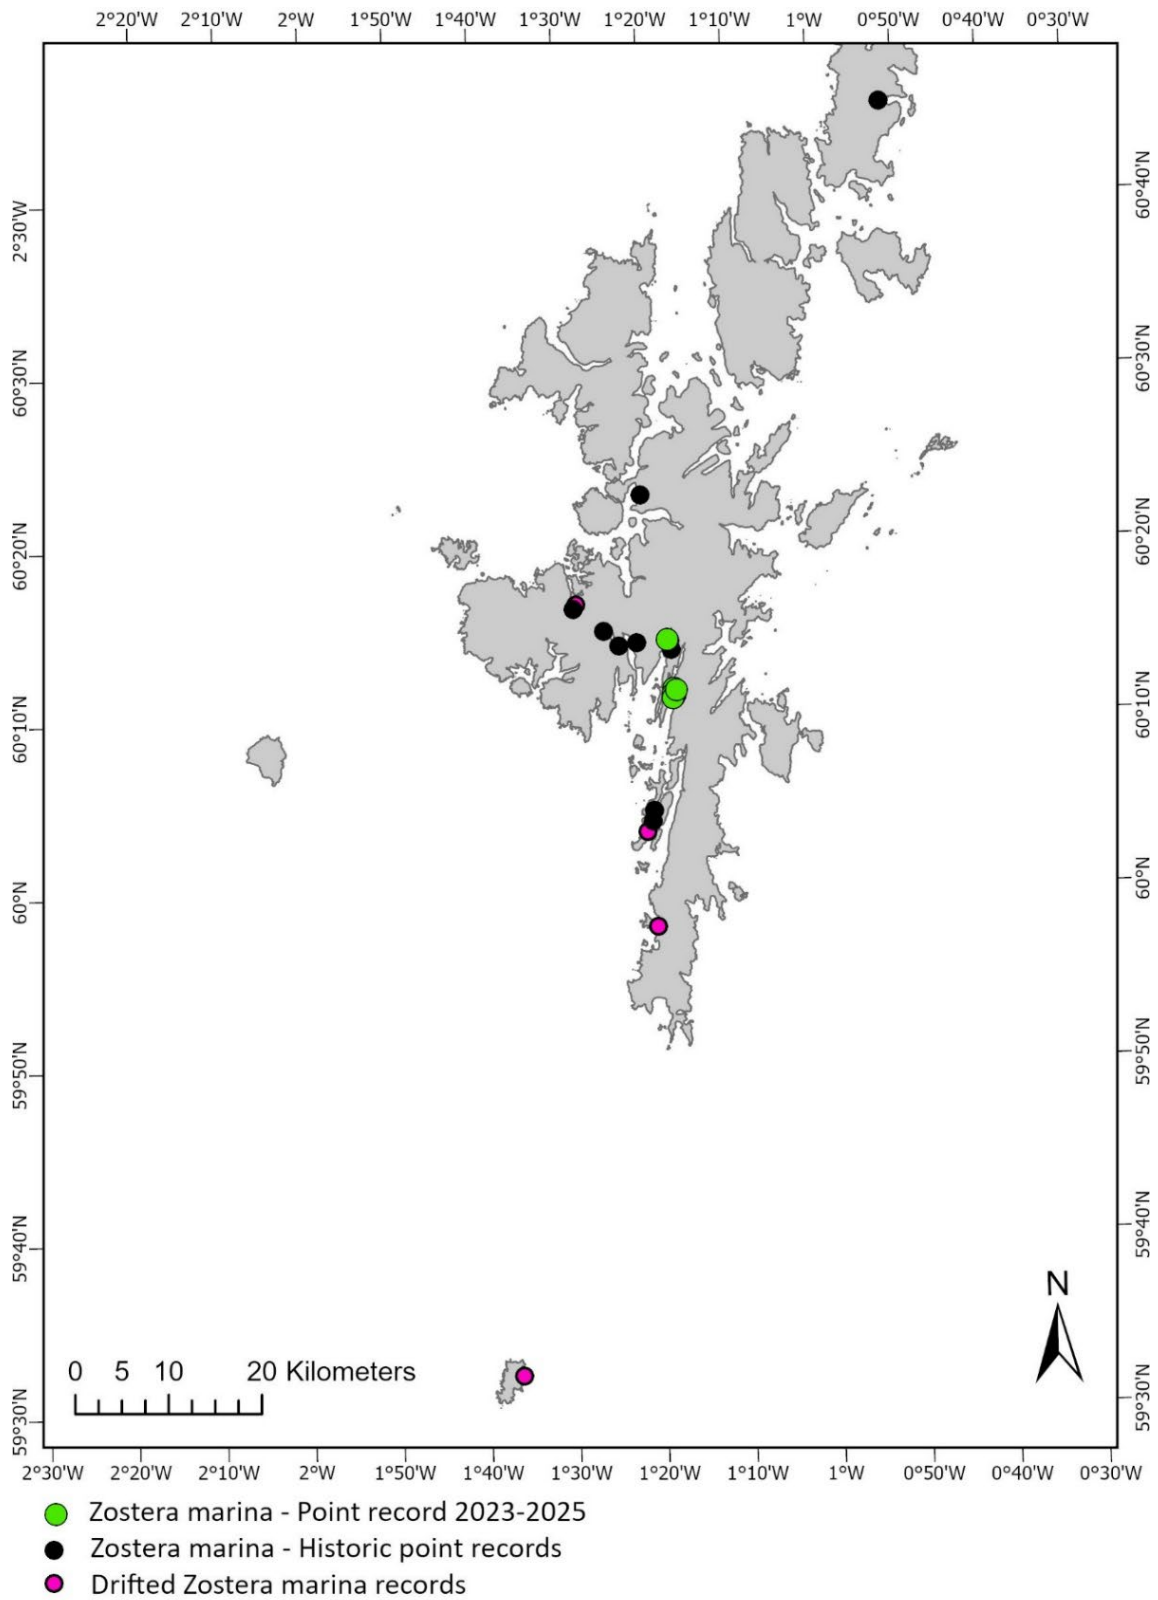 2°20'W 2°10'W 2°W 1°50'W 1°40'W 1°30'W 1°20'W 1°10'W 1°W 0°50'W 0°40'W 0°30'W
2°30'W
60°30'N
60°20'N
60°10'N
60°N
59°50'N
59°40'N
59°30'N
60°40'N
60°30'N
60°20'N
60°10'N
60°N
59°50'N
59°40'N
59°30'N
N
0 5 10 20 Kilometers
2°30'W 2°20'W 2°10'W 2°W 1°50'W 1°40'W 1°30'W 1°20'W 1°10'W 1°W 0°50'W 0°40'W 0°30'W
Zostera marina - Point record 2023-2025
Zostera marina - Historic point records
Drifted Zostera marina records